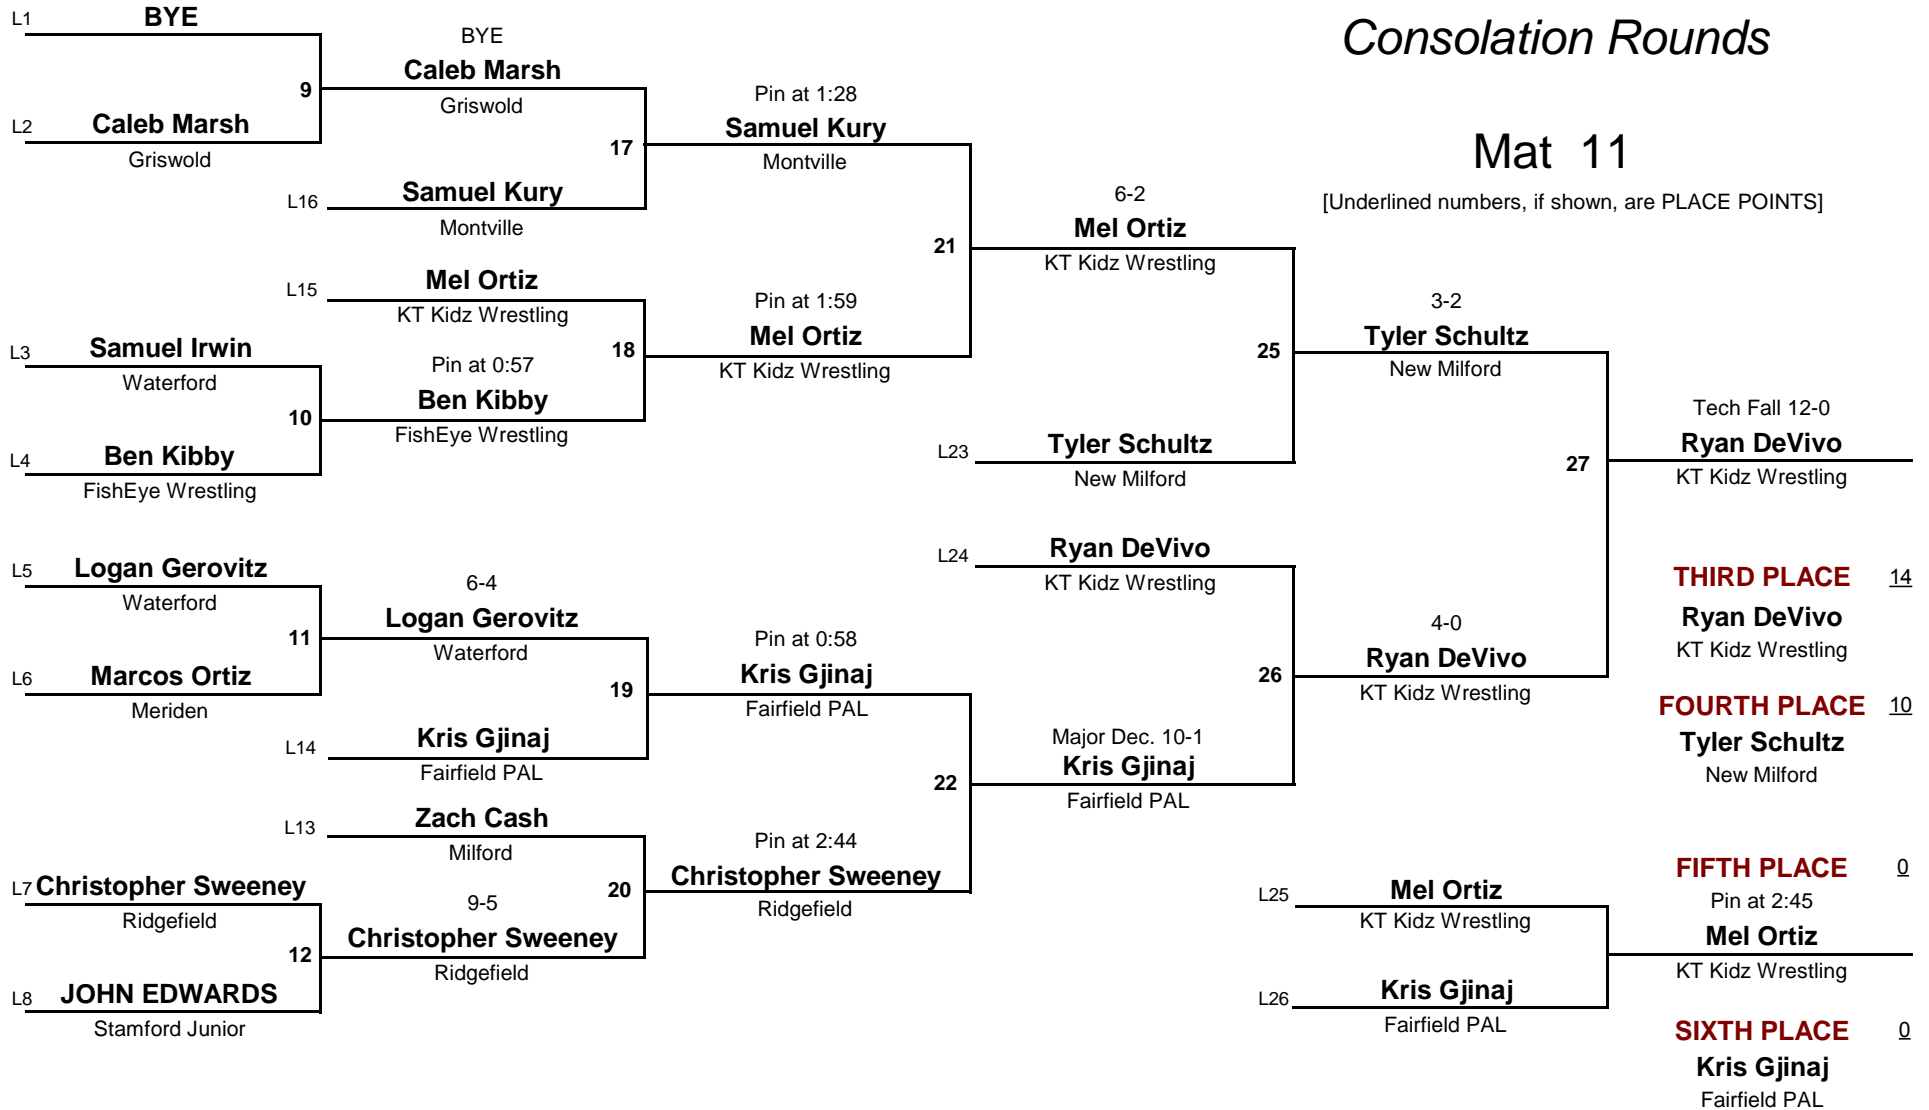 Consolation Rounds
Mat 11
[Underlined numbers, if shown, are PLACE POINTS]
L1 BYE
9
L2 Caleb Marsh
Griswold
L3 Samuel Irwin
Waterford
10
L4 Ben Kibby
FishEye Wrestling
L5 Logan Gerovitz
Waterford
11
L6 Marcos Ortiz
Meriden
L7 Christopher Sweeney
Ridgefield
12
L8 JOHN EDWARDS
Stamford Junior
BYE
Caleb Marsh
Griswold
17
L16 Samuel Kury
Montville
L15 Mel Ortiz
KT Kidz Wrestling
18
Pin at 0:57
Ben Kibby
FishEye Wrestling
6-4
Logan Gerovitz
Waterford
19
L14 Kris Gjinaj
Fairfield PAL
L13 Zach Cash
Milford
20
9-5
Christopher Sweeney
Ridgefield
Pin at 1:28
Samuel Kury
Montville
21
Pin at 1:59
Mel Ortiz
KT Kidz Wrestling
Pin at 0:58
Kris Gjinaj
Fairfield PAL
22
Pin at 2:44
Christopher Sweeney
Ridgefield
6-2
Mel Ortiz
KT Kidz Wrestling
25
L23 Tyler Schultz
New Milford
L24 Ryan DeVivo
KT Kidz Wrestling
26
Major Dec. 10-1
Kris Gjinaj
Fairfield PAL
3-2
Tyler Schultz
New Milford
27
4-0
Ryan DeVivo
KT Kidz Wrestling
Tech Fall 12-0
Ryan DeVivo
KT Kidz Wrestling
THIRD PLACE 14
Ryan DeVivo
KT Kidz Wrestling
FOURTH PLACE 10
Tyler Schultz
New Milford
L25 Mel Ortiz
KT Kidz Wrestling
L26 Kris Gjinaj
Fairfield PAL
FIFTH PLACE 0
Pin at 2:45
Mel Ortiz
KT Kidz Wrestling
SIXTH PLACE 0
Kris Gjinaj
Fairfield PAL